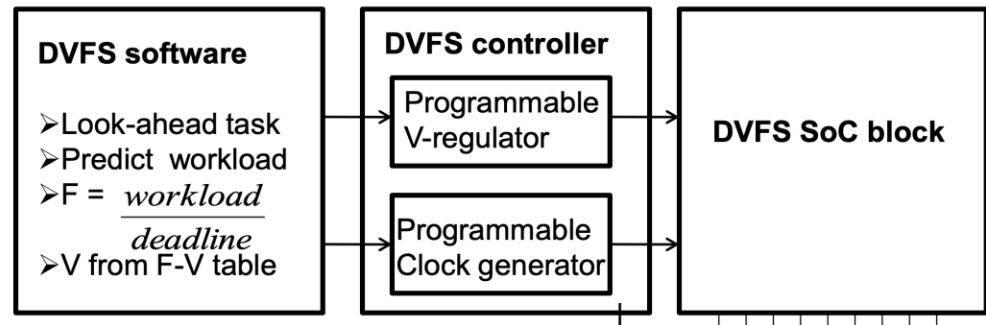 DVFS software
➢Look-ahead task
➢Predict workload
➢F = workload
deadline
➢V from F-V table
DVFS controller
Programmable
V-regulator
Programmable
Clock generator
DVFS SoC block